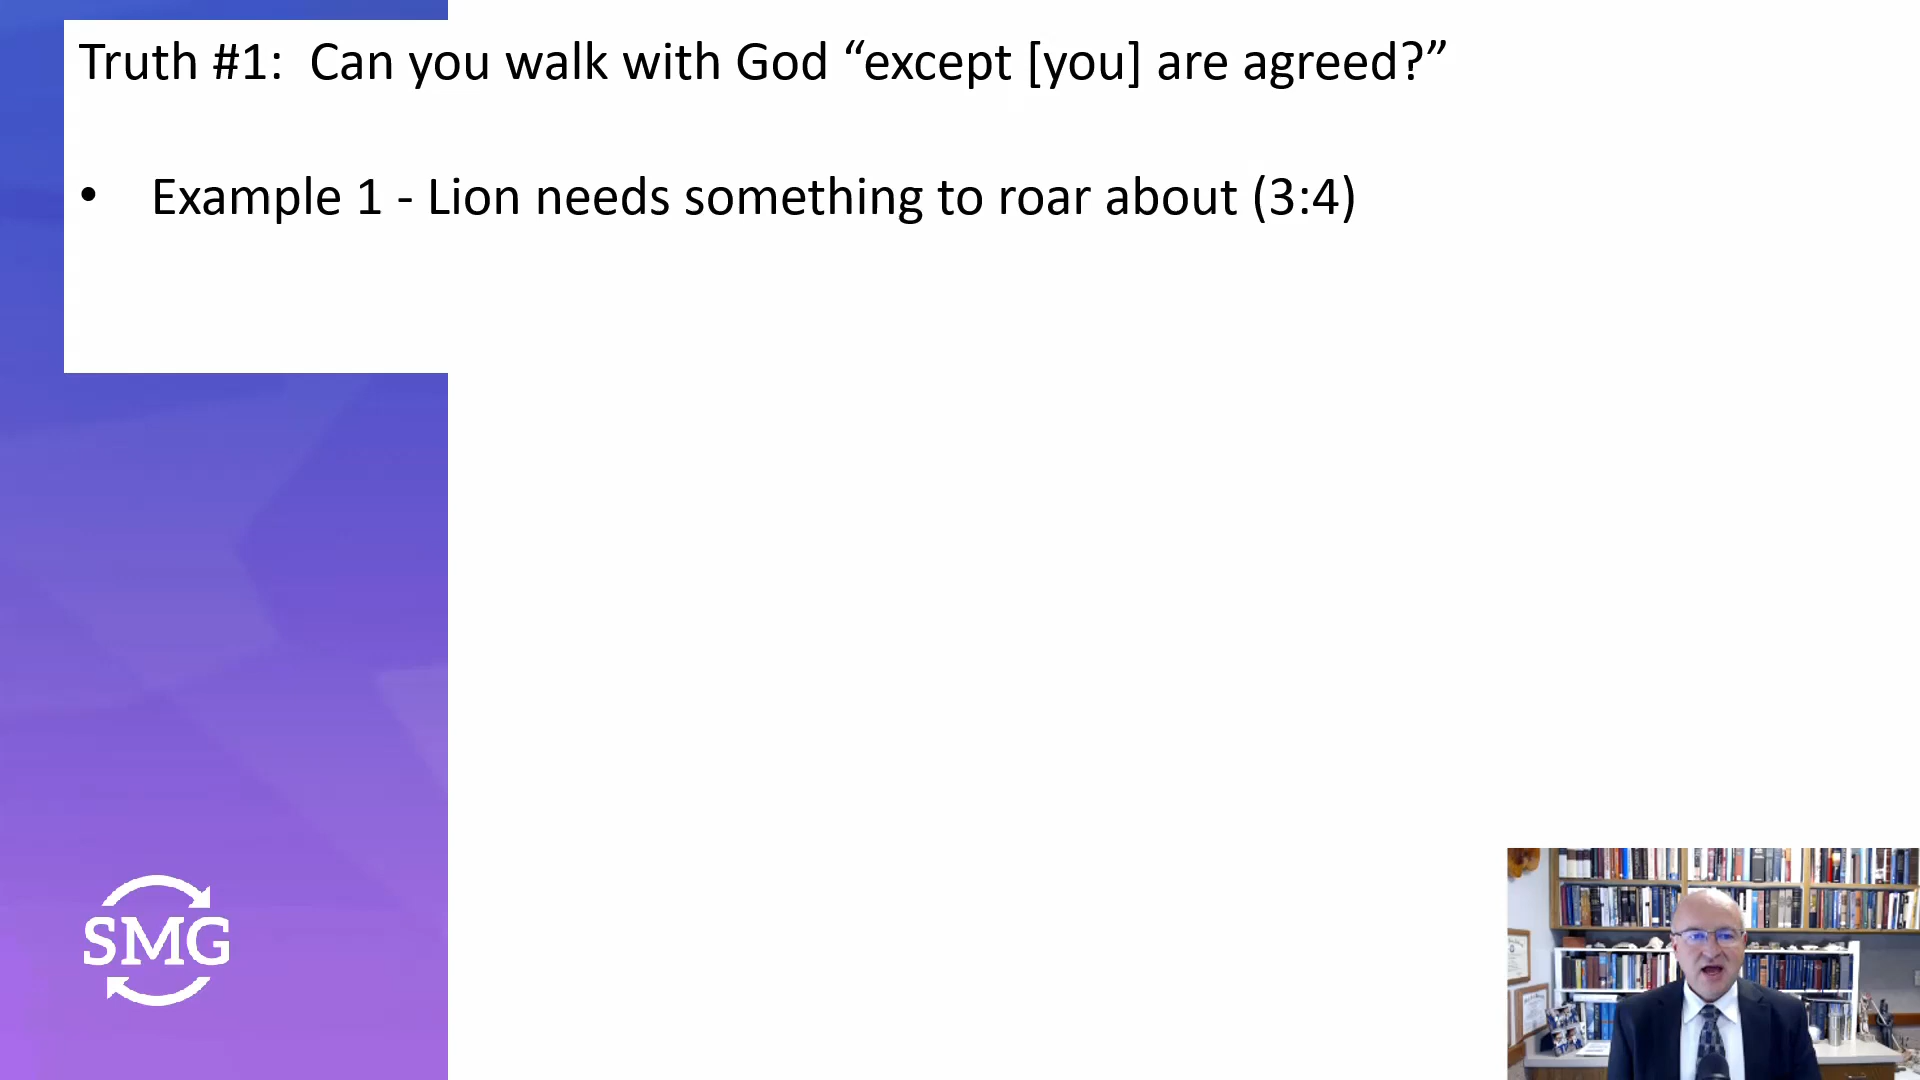 Truth #1:  Can you walk with God “except [you] are agreed?”
• Example 1 - Lion needs something to roar about (3:4)
SMG